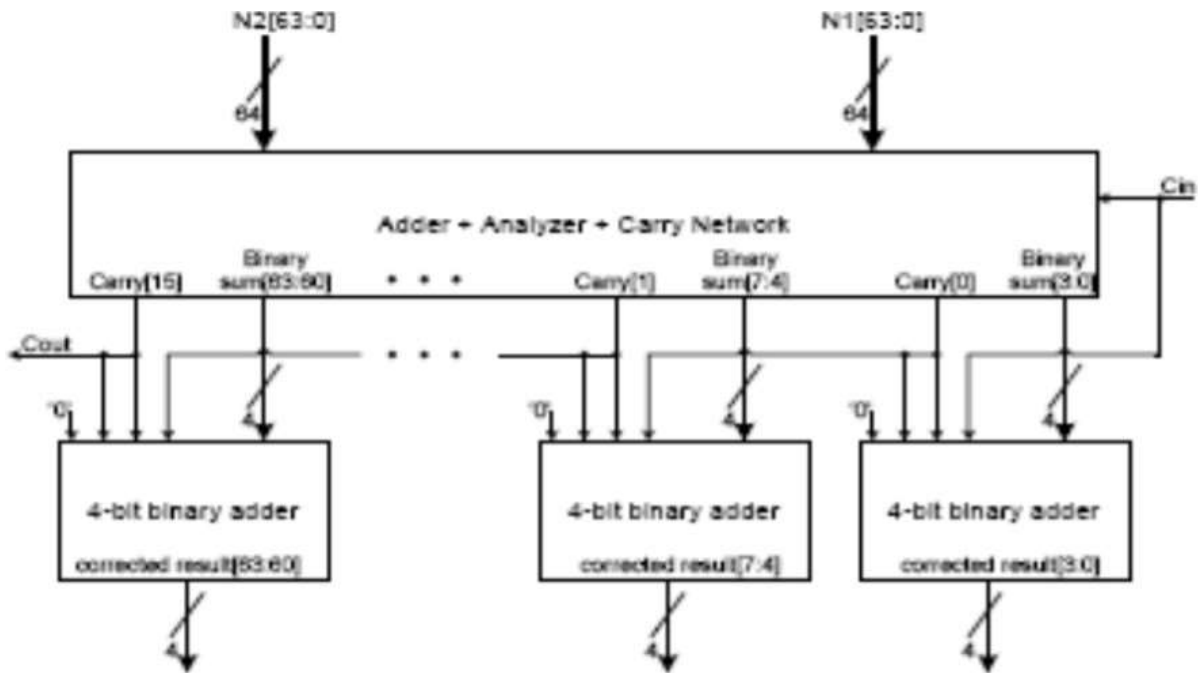 N2[63:0] N1[63:0]
64 64
Cin
Adder + Analyzer + Carry Network
Binary Binary Binary
Carry[15] sum[63:60] Carry[1] sum[7:4] Carry[0] sum[3:0]
Cout
"0" 4 "0" 4 "0" 4
4-bit binary adder 4-bit binary adder 4-bit binary adder
corrected result[63:60] corrected result[7:4] corrected result[3:0]
4 4 4